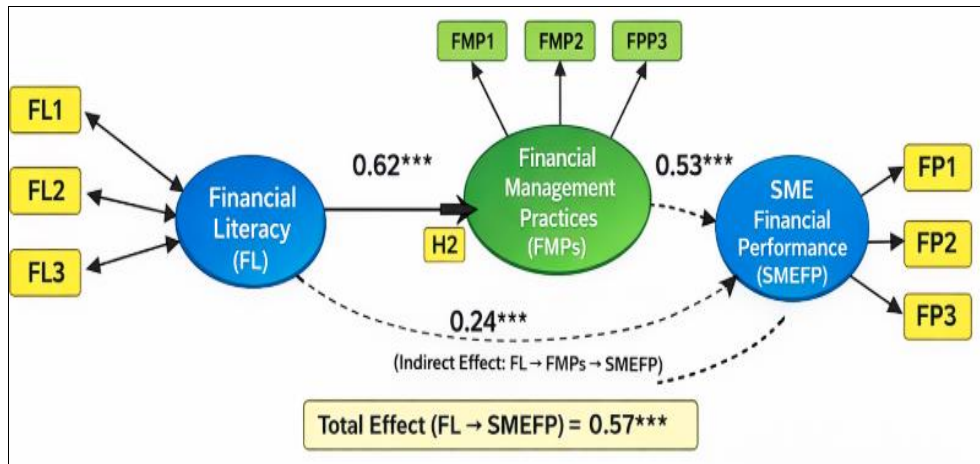 FMP1
FMP2
FPP3
FL1
FL2
FL3
Financial
Literacy
(FL)
0.62***
H2
Financial
Management
Practices
(FMPs)
0.53***
SME
Financial
Performance
(SMEFP)
FP1
FP2
FP3
0.24***
(Indirect Effect: FL → FMPs → SMEFP)
Total Effect (FL → SMEFP) = 0.57***